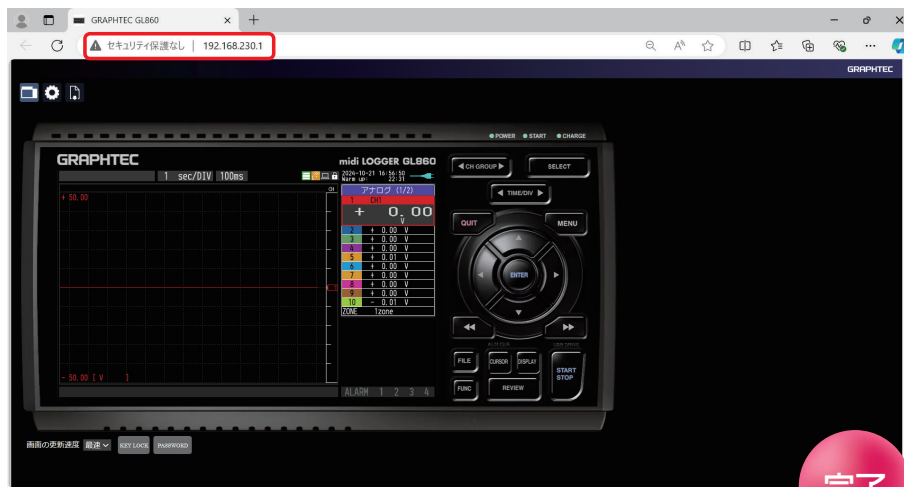 GRAPHTEC GL860
セキュリティ保護なし | 192.168.230.1
GRAPHTEC
POWER START CHARGE
GRAPHTEC
midi LOGGER GL860
1 sec/DIV 100ms
2024-10-21 16:56:50
Warm up: 22:31
CH
アナログ (1/2)
+ 50.00
1 CH1
+ 0.00
V
2 + 0.00 V
3 + 0.00 V
4 + 0.00 V
5 + 0.01 V
6 + 0.00 V
7 + 0.00 V
8 + 0.00 V
9 + 0.00 V
10 - 0.01 V
ZONE 1zone
- 50.00 [ V ]
ALARM 1 2 3 4
CH GROUP
SELECT
TIME/DIV
QUIT
MENU
ENTER
USB DRIVE
FILE
CURSOR
DISPLAY
START
STOP
FUNC
REVIEW
画面の更新速度 最速 KEY LOCK PASSWORD
完了